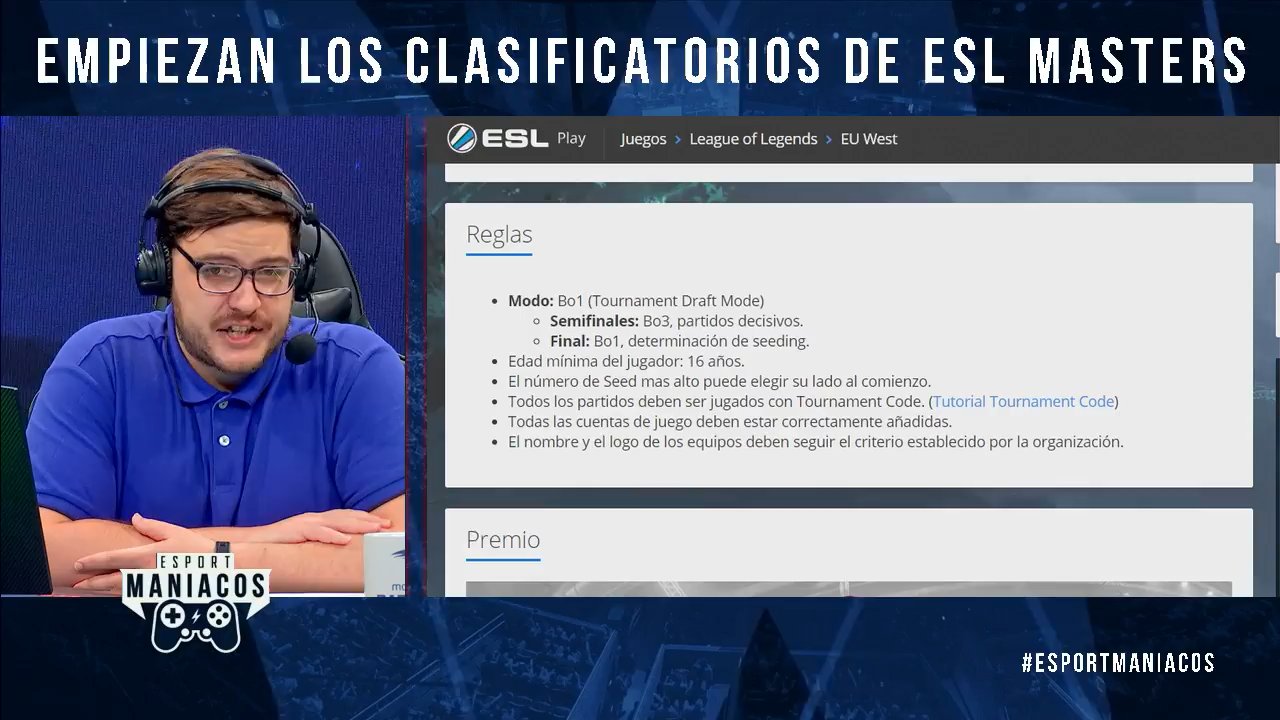 EMPIEZAN LOS CLASIFICATORIOS DE ESL MASTERS
ESL Play Juegos > League of Legends > EU West
Reglas
• Modo: Bo1 (Tournament Draft Mode)
◦ Semifinales: Bo3, partidos decisivos.
◦ Final: Bo1, determinación de seeding.
• Edad mínima del jugador: 16 años.
• El número de Seed mas alto puede elegir su lado al comienzo.
• Todos los partidos deben ser jugados con Tournament Code. (Tutorial Tournament Code)
• Todas las cuentas de juego deben estar correctamente añadidas.
• El nombre y el logo de los equipos deben seguir el criterio establecido por la organización.
Premio
ESPORT
MANIACOS
#ESPORTMANIACOS